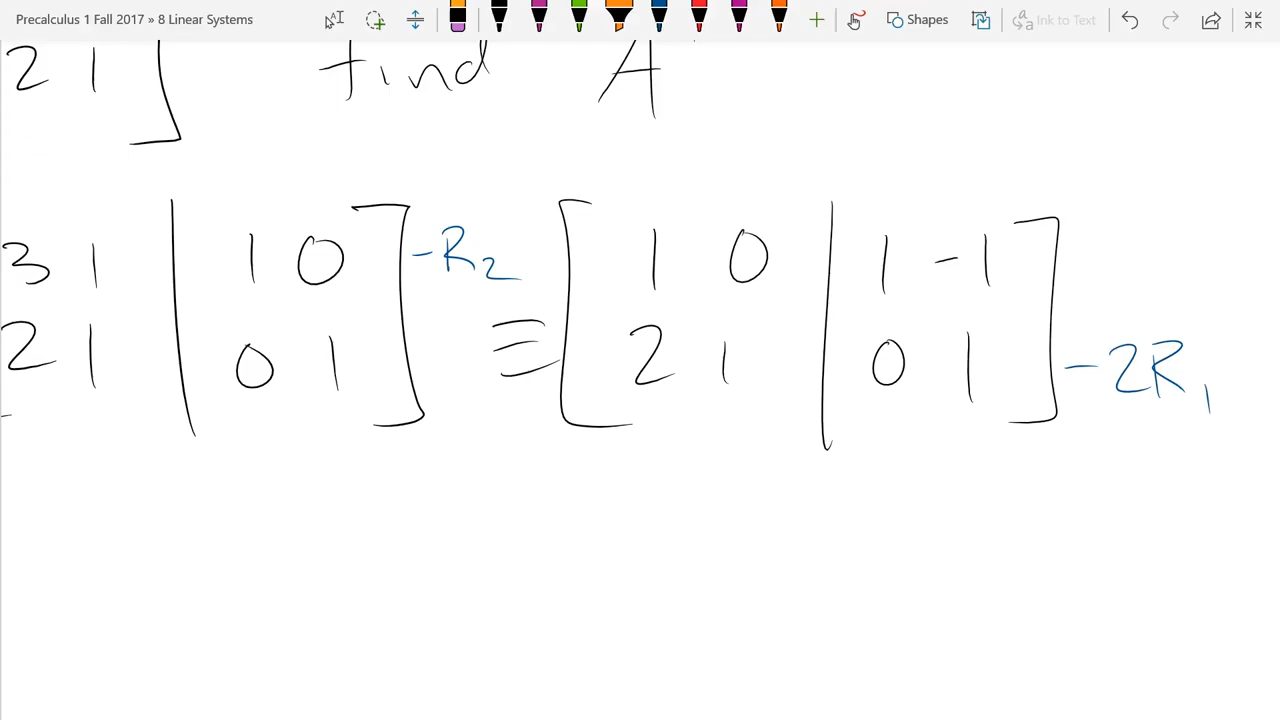 Precalculus 1 Fall 2017 » 8 Linear Systems Shapes Ink to Text
2 1 ] find A
3 1 | 1 0 ] -R₂ ≡ [ 1 0 | 1 -1 ]
2 1 | 0 1 ] [ 2 1 | 0 1 ] -2R₁